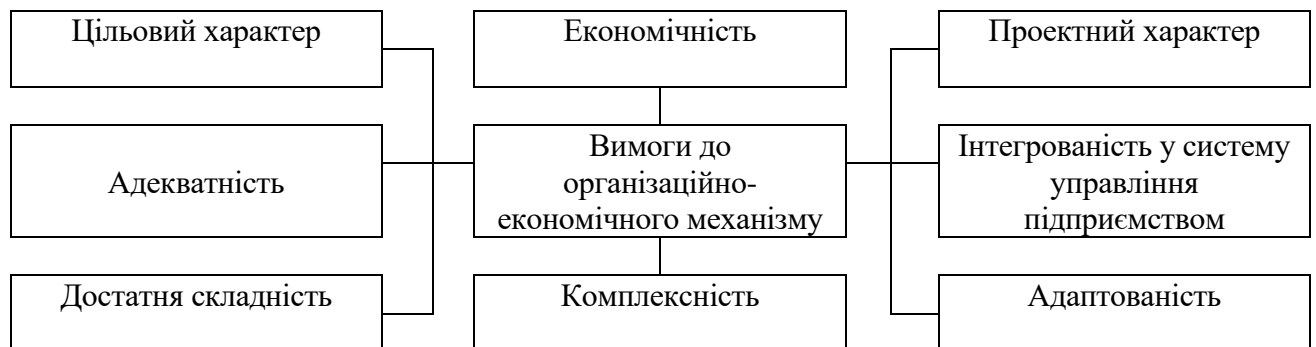 Цільовий характер
Економічність
Проектний характер
Адекватність
Вимоги до
організаційно-
економічного механізму
Інтегрованість у систему
управління
підприємством
Достатня складність
Комплексність
Адаптованість